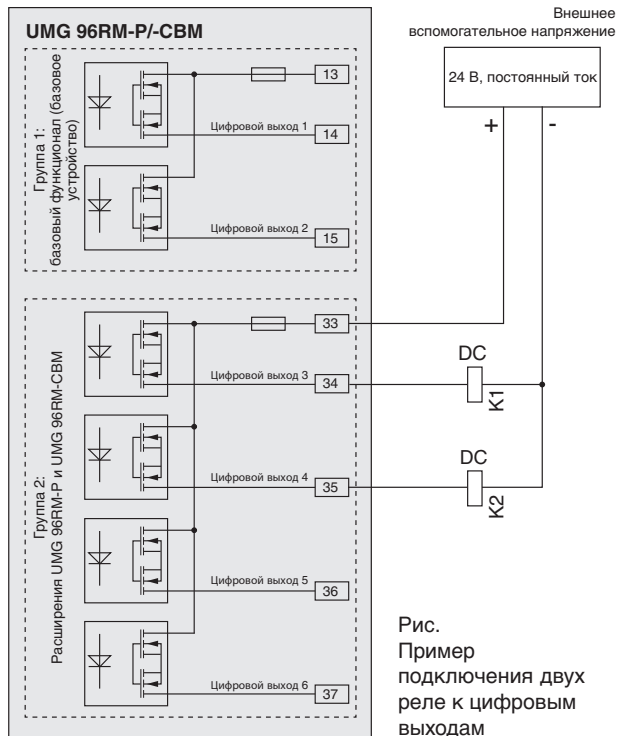 UMG 96RM-P/-CBM
Внешнее
вспомогательное напряжение
24 В, постоянный ток
+
-
Группа 1:
базовый функционал (базовое
устройство)
13
Цифровой выход 1
14
Цифровой выход 2
15
Группа 2:
Расширения UMG 96RM-P и UMG 96RM-CBM
33
Цифровой выход 3
34
DC
K1
Цифровой выход 4
35
DC
K2
Цифровой выход 5
36
Цифровой выход 6
37
Рис.
Пример
подключения двух
реле к цифровым
выходам